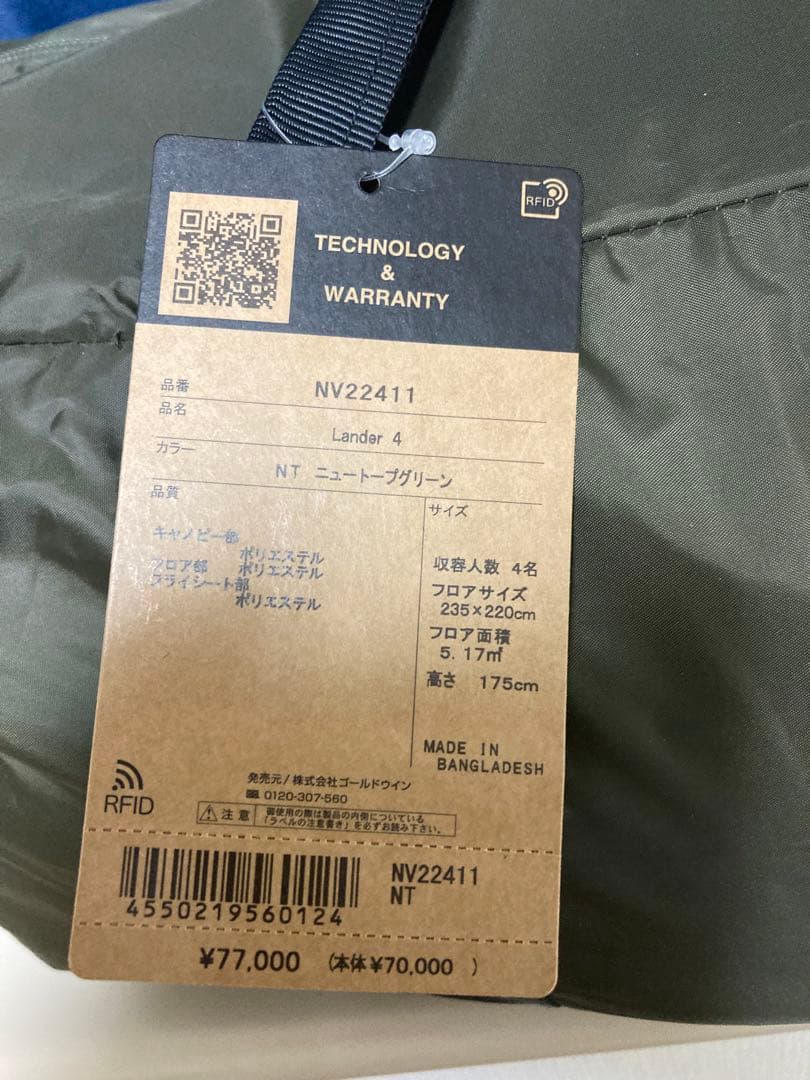 RFID
TECHNOLOGY
&
WARRANTY
品番 NV22411
品名 Lander 4
カラー NT ニュートープグリーン
品質
キャノピー部
ポリエステル
フロア部 ポリエステル
フライシート部
ポリエステル
サイズ
収容人数 4名
フロアサイズ
235×220cm
フロア面積
5.17㎡
高さ 175cm
MADE IN
BANGLADESH
RFID
発売元/株式会社ゴールドウイン
0120-307-560
注意 御使用の際は製品の内側についている
「ラベルの注意書き」を必ずお読み下さい。
4550219560124
NV22411
NT
¥77,000 (本体¥70,000 )